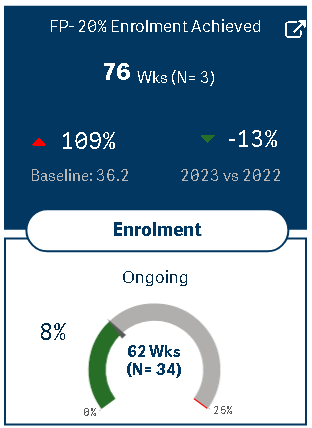 FP- 20% Enrolment Achieved
76 Wks (N= 3)
109% -13%
Baseline: 36.2 2023 vs 2022
Enrolment
Ongoing
8%
62 Wks
(N= 34)
0% 25%